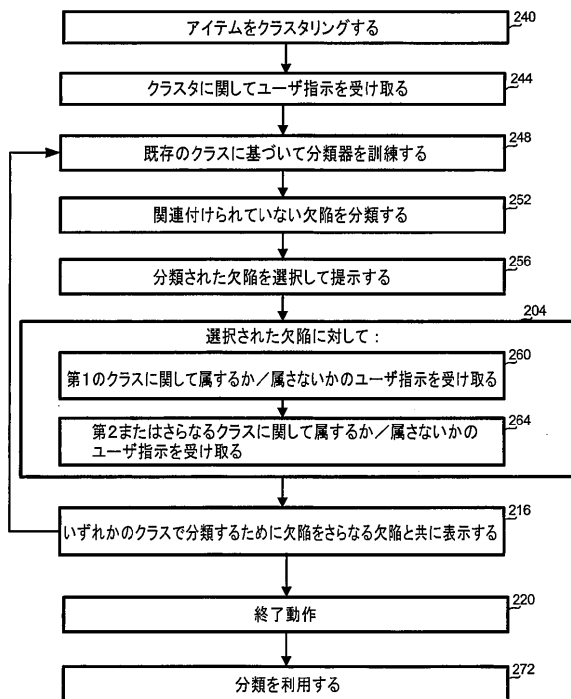 アイテムをクラスタリングする
240
クラスタに関してユーザ指示を受け取る
244
既存のクラスに基づいて分類器を訓練する
248
関連付けられていない欠陥を分類する
252
分類された欠陥を選択して提示する
256
204
選択された欠陥に対して：
第1のクラスに関して属するか／属さないかのユーザ指示を受け取る
260
第2またはさらなるクラスに関して属するか／属さないかの
ユーザ指示を受け取る
264
いずれかのクラスで分類するために欠陥をさらなる欠陥と共に表示する
216
終了動作
220
分類を利用する
272